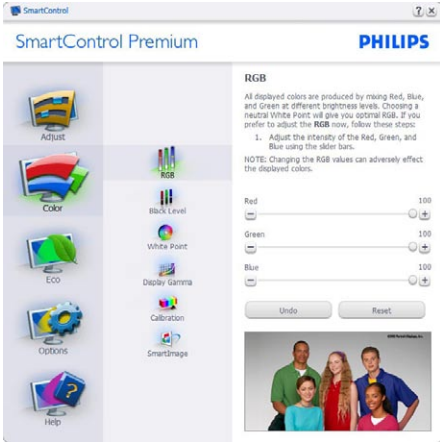 SmartControl
SmartControl Premium
PHILIPS
Adjust
Color
Eco
Options
Help
RGB
Black Level
White Point
Display Gamma
Calibration
SmartImage
RGB
All displayed colors are produced by mixing Red, Blue,
and Green at different brightness levels. Choosing a
neutral White Point will give you optimal RGB. If you
prefer to adjust the RGB now, follow these steps:
1. Adjust the intensity of the Red, Green, and
Blue using the slider bars.
NOTE: Changing the RGB values can adversely effect
the displayed colors.
Red 100
Green 100
Blue 100
Undo Reset